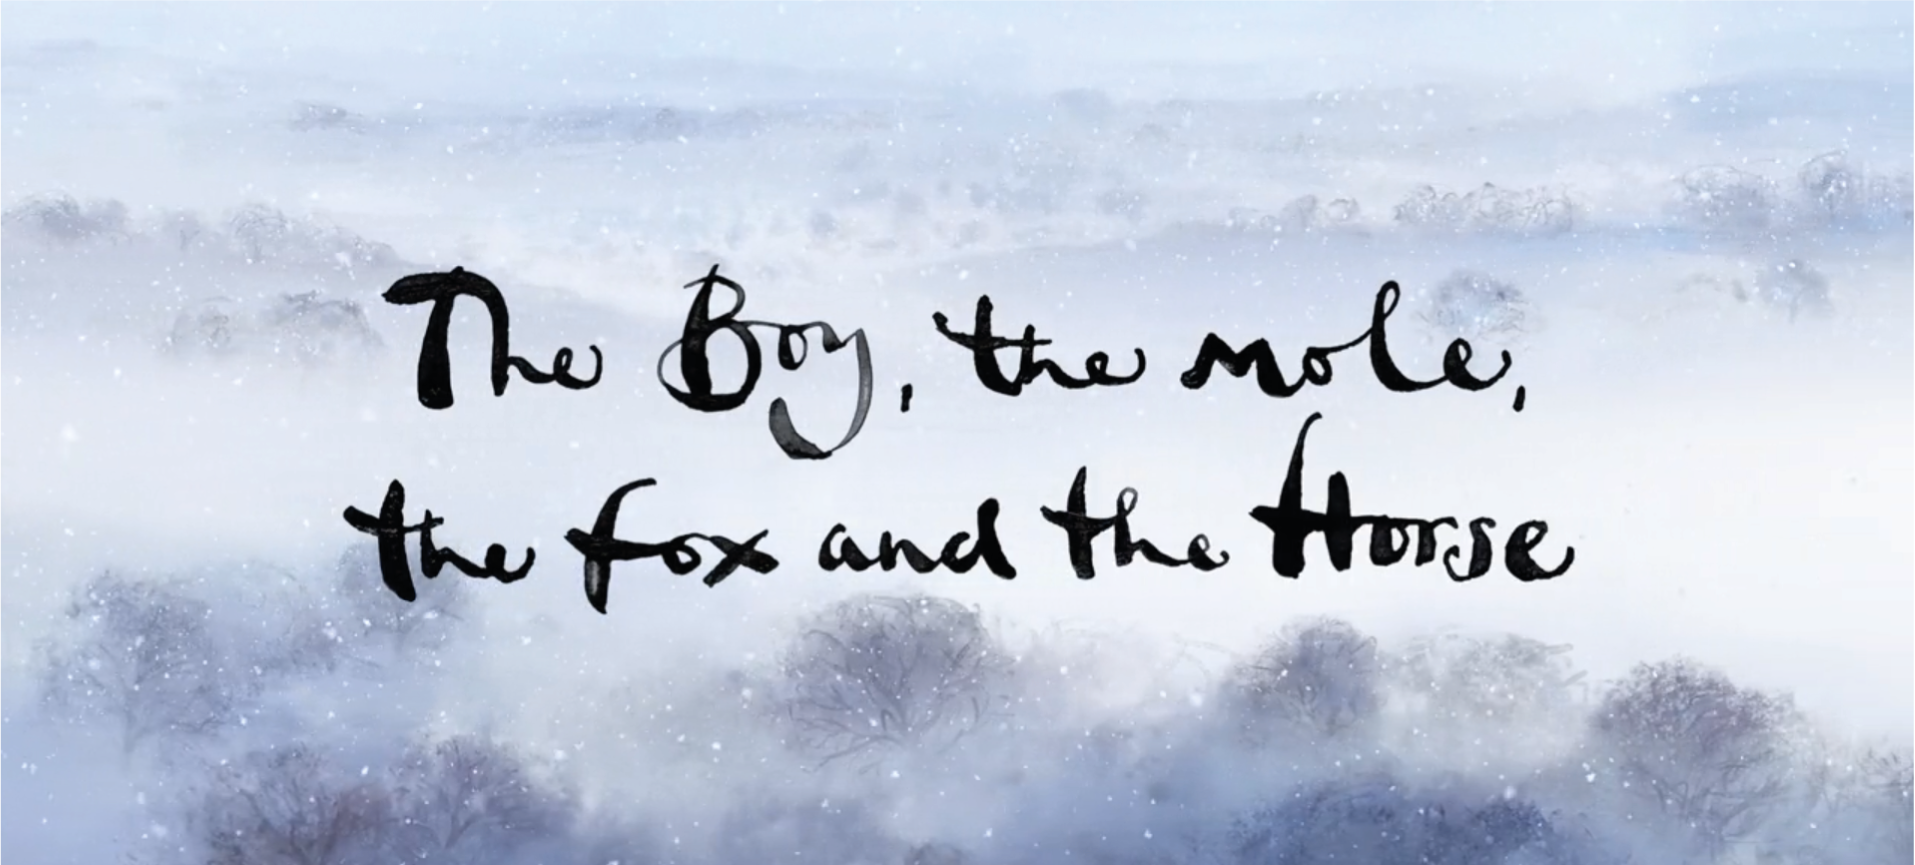 The Boy, the mole,
the fox and the Horse